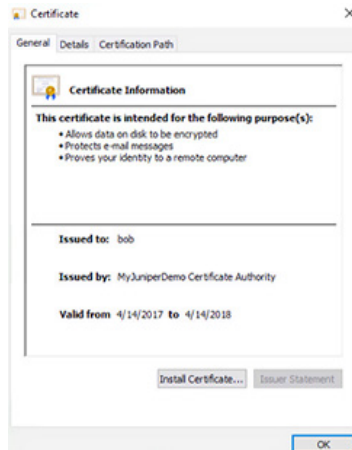 Certificate
General Details Certification Path
Certificate Information
This certificate is intended for the following purpose(s):
• Allows data on disk to be encrypted
• Protects e-mail messages
• Proves your identity to a remote computer
Issued to: bob
Issued by: MyJuniperDemo Certificate Authority
Valid from 4/14/2017 to 4/14/2018
Install Certificate... Issuer Statement
OK